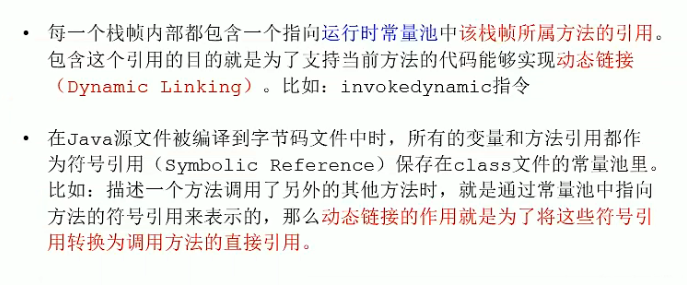 • 每一个栈帧内部都包含一个指向运行时常量池中该栈帧所属方法的引用。
包含这个引用的目的就是为了支持当前方法的代码能够实现动态链接
（Dynamic Linking）。比如：invokedynamic指令
• 在Java源文件被编译到字节码文件中时，所有的变量和方法引用都作
为符号引用（Symbolic Reference）保存在class文件的常量池里。
比如：描述一个方法调用了另外的其他方法时，就是通过常量池中指向
方法的符号引用来表示的，那么动态链接的作用就是为了将这些符号引
用转换为调用方法的直接引用。